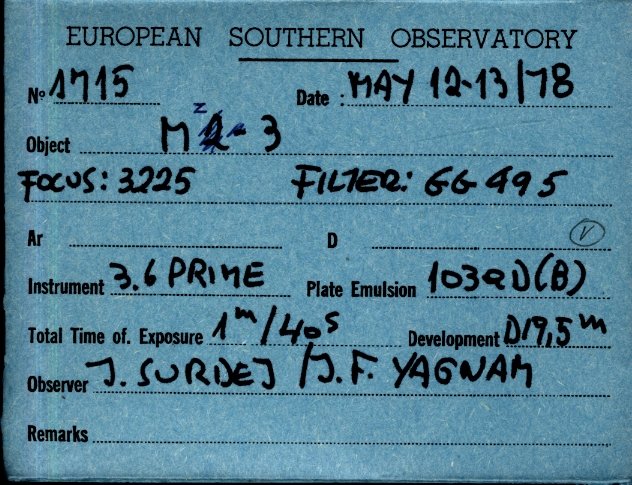 EUROPEAN SOUTHERN OBSERVATORY
Nº 1715 Date : MAY 12-13/78
Object M 2-3
FOCUS: 3225 FILTER: GG 495
Ar D V
Instrument 3.6 PRIME Plate Emulsion 103aD(B)
Total Time of. Exposure 1m/40s Development D19,5m
Observer J. SURDEJ /J.F. YAGNAM
Remarks